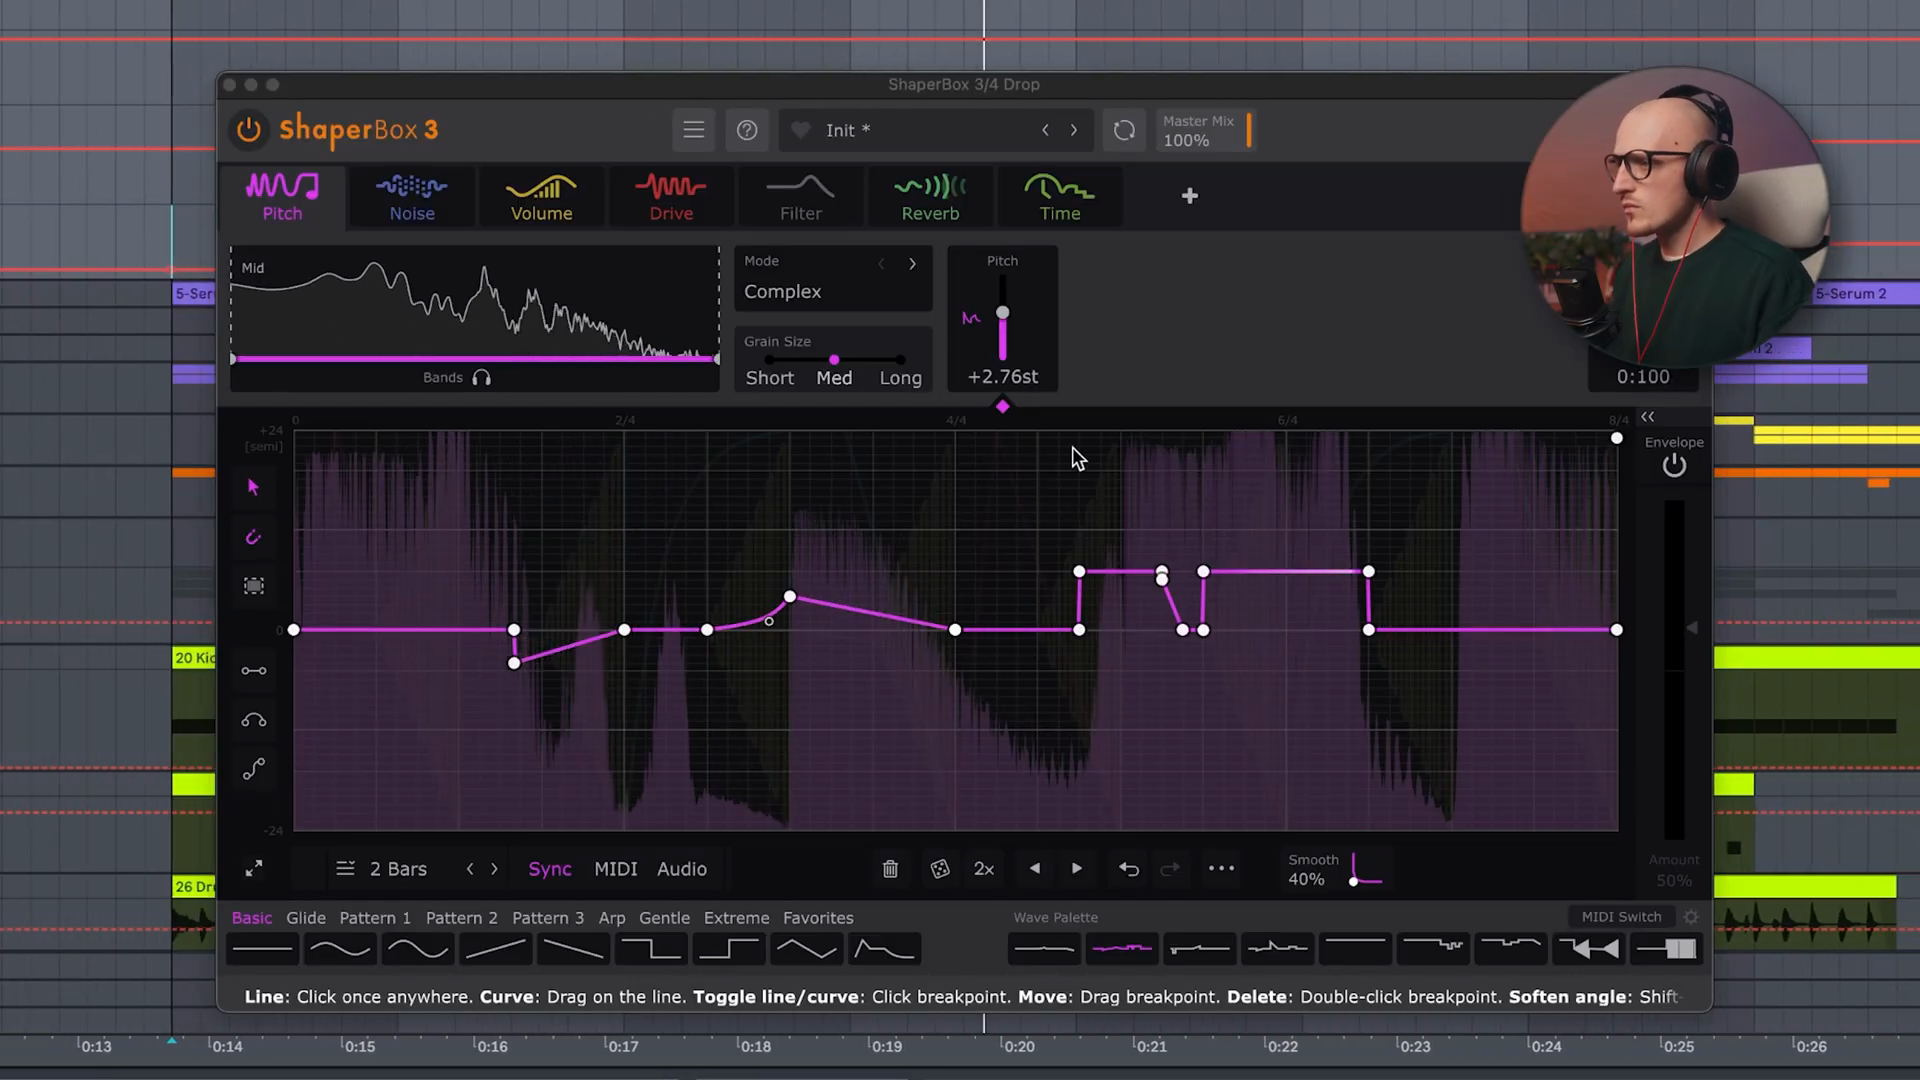 ShaperBox 3/4 Drop
ShaperBox 3
Init *
Master Mix
100%
Pitch
Noise
Volume
Drive
Filter
Reverb
Time
Mid
Bands
Mode
Complex
Grain Size
Short
Med
Long
Pitch
+2.76st
0:100
5-Ser
5-Serum 2
0
2/4
4/4
6/4
8/4
+24
[semi]
0
-24
Envelope
Amount
50%
20 Kic
26 Dr
2 Bars
Sync
MIDI
Audio
2x
Smooth
40%
Basic
Glide
Pattern 1
Pattern 2
Pattern 3
Arp
Gentle
Extreme
Favorites
Wave Palette
MIDI Switch
Line: Click once anywhere. Curve: Drag on the line. Toggle line/curve: Click breakpoint. Move: Drag breakpoint. Delete: Double-click breakpoint. Soften angle: Shift-
0:13
0:14
0:15
0:16
0:17
0:18
0:19
0:20
0:21
0:22
0:23
0:24
0:25
0:26